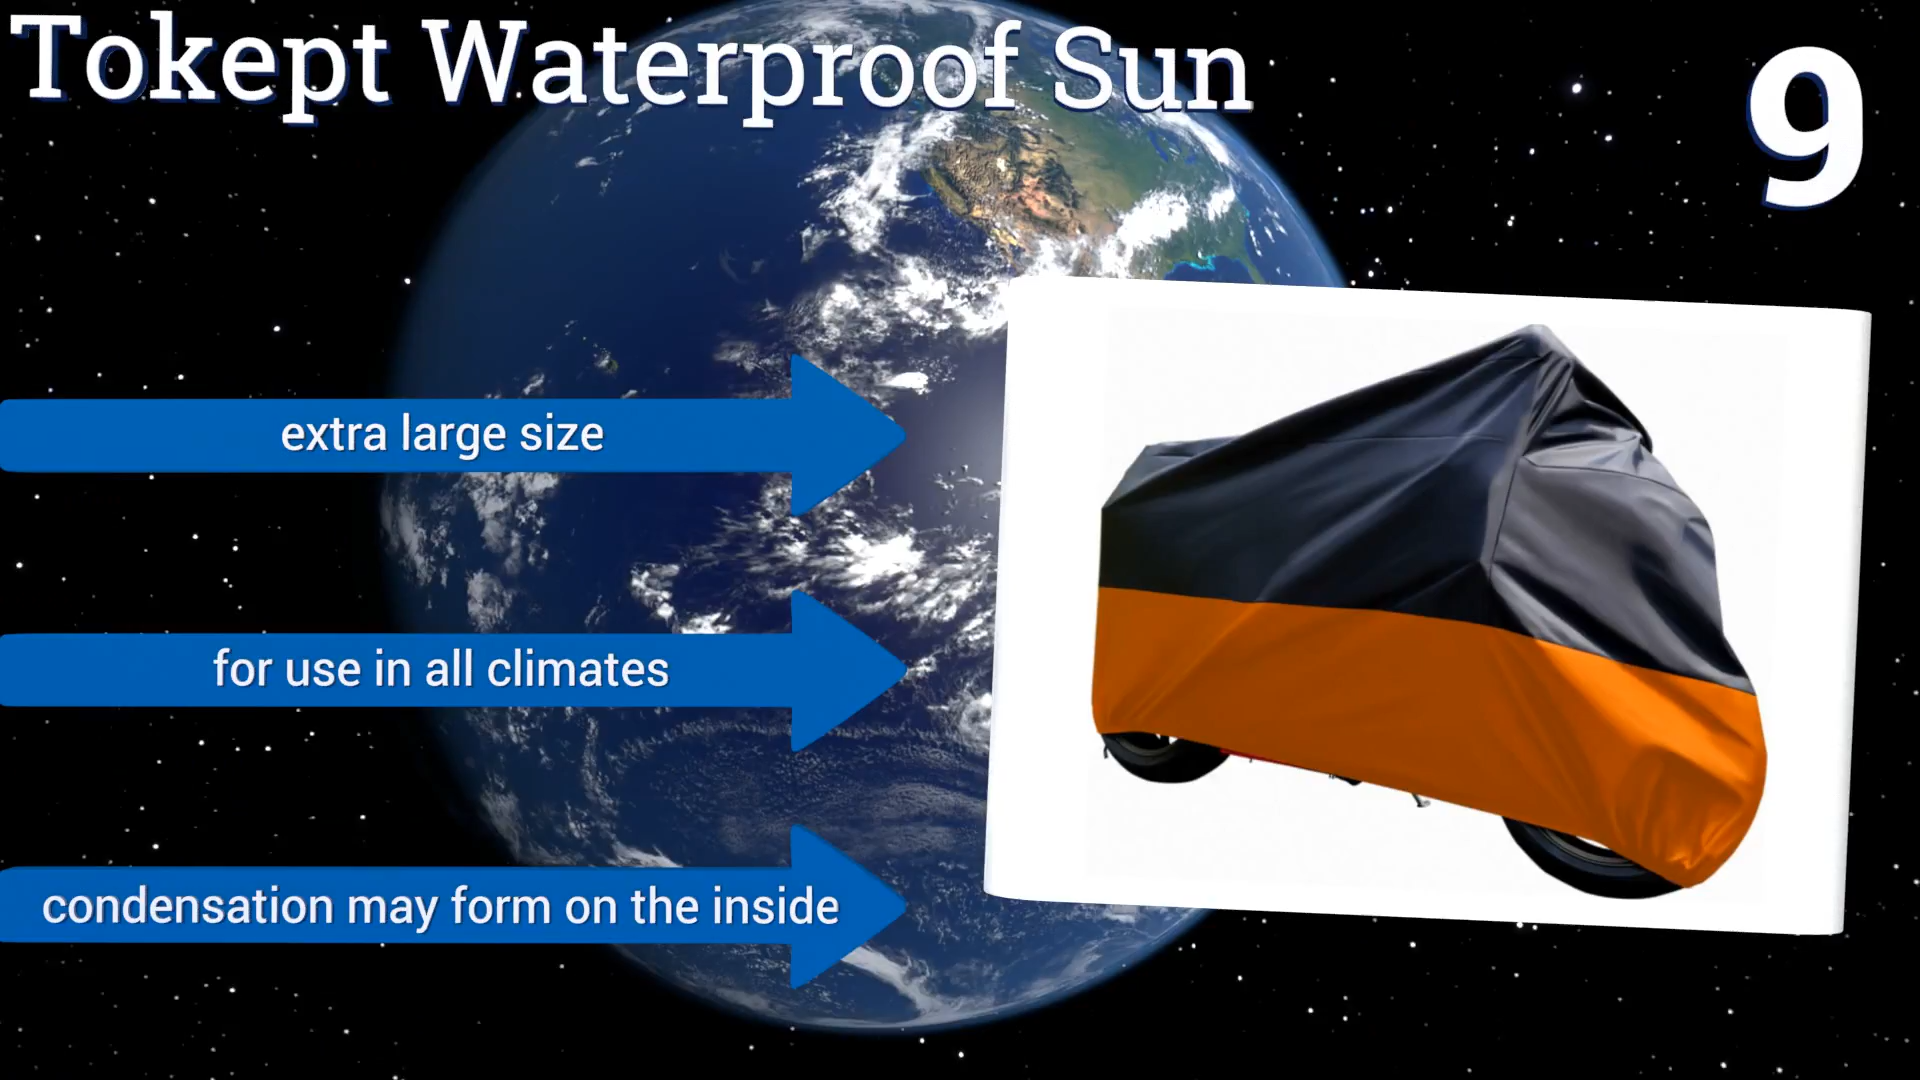 Tokept Waterproof Sun
9
extra large size
for use in all climates
condensation may form on the inside